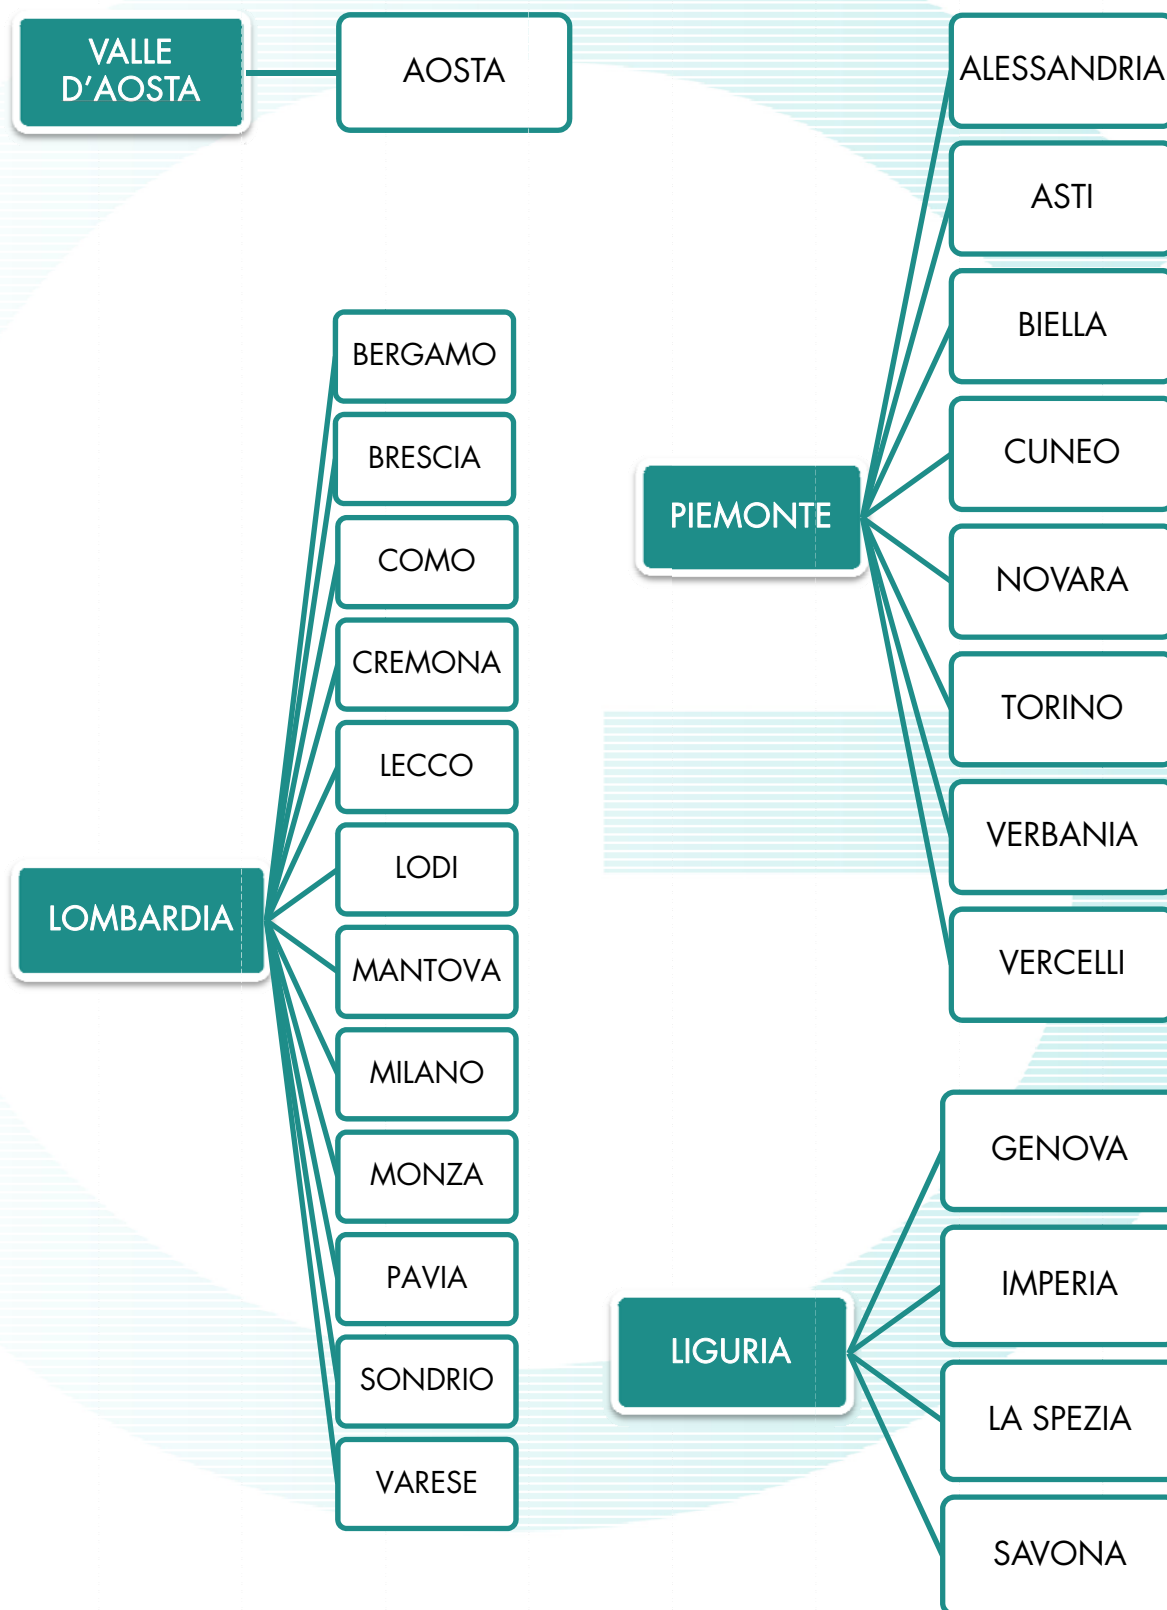 VALLE
D'AOSTA
AOSTA
LOMBARDIA
BERGAMO
BRESCIA
COMO
CREMONA
LECCO
LODI
MANTOVA
MILANO
MONZA
PAVIA
SONDRIO
VARESE
PIEMONTE
ALESSANDRIA
ASTI
BIELLA
CUNEO
NOVARA
TORINO
VERBANIA
VERCELLI
LIGURIA
GENOVA
IMPERIA
LA SPEZIA
SAVONA